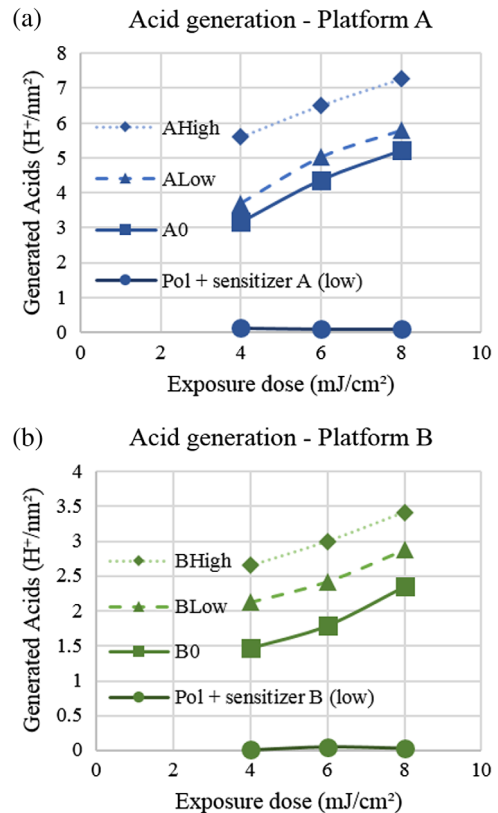 (a)
Acid generation - Platform A
Generated Acids (H⁺/nm²)
8
7
6
5
4
3
2
1
0
AHigh
ALow
A0
Pol + sensitizer A (low)
0
2
4
6
8
10
Exposure dose (mJ/cm²)
(b)
Acid generation - Platform B
Generated Acids (H⁺/nm²)
4
3.5
3
2.5
2
1.5
1
0.5
0
BHigh
BLow
B0
Pol + sensitizer B (low)
0
2
4
6
8
10
Exposure dose (mJ/cm²)